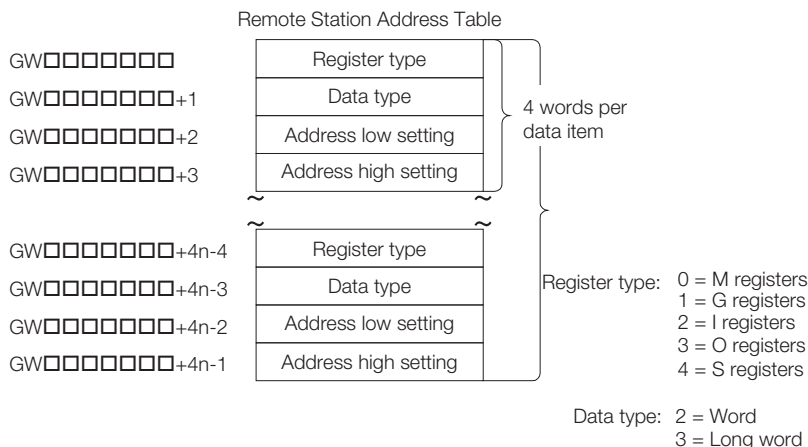 Remote Station Address Table
GW□□□□□□□ Register type
GW□□□□□□□+1 Data type
GW□□□□□□□+2 Address low setting
GW□□□□□□□+3 Address high setting
4 words per
data item
~ ~
~ ~
GW□□□□□□□+4n-4 Register type
GW□□□□□□□+4n-3 Data type
GW□□□□□□□+4n-2 Address low setting
GW□□□□□□□+4n-1 Address high setting
Register type: 0 = M registers
1 = G registers
2 = I registers
3 = O registers
4 = S registers
Data type: 2 = Word
3 = Long word